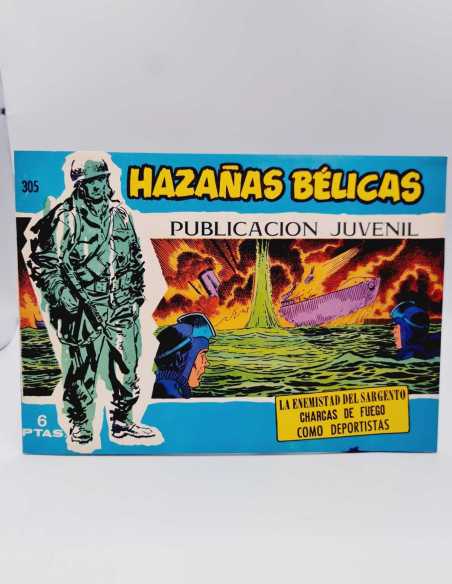 305
HAZAÑAS BÉLICAS
PUBLICACION JUVENIL
LA ENEMISTAD DEL SARGENTO
CHARCAS DE FUEGO
COMO DEPORTISTAS
6
PTAS.